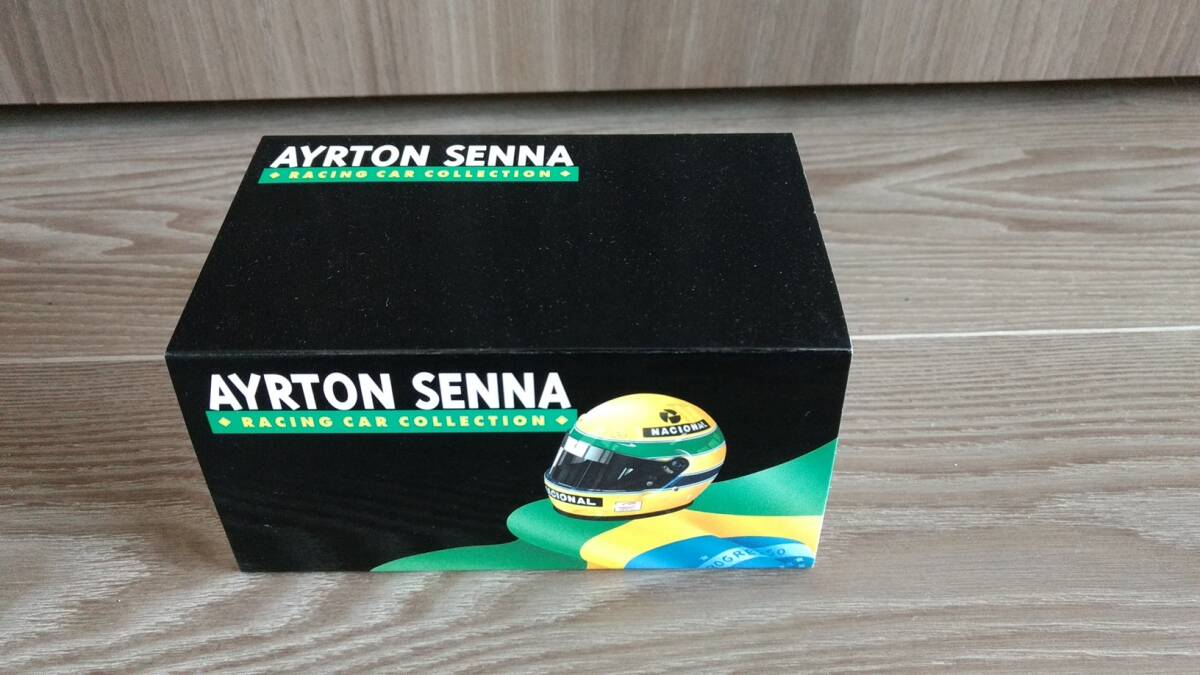 AYRTON SENNA
RACING CAR COLLECTION
AYRTON SENNA
RACING CAR COLLECTION
NACIONAL
NACIONAL